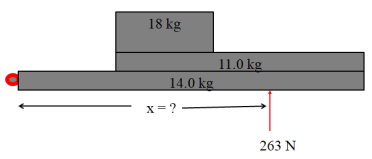 18 kg
11.0 kg
14.0 kg
x = ?
263 N